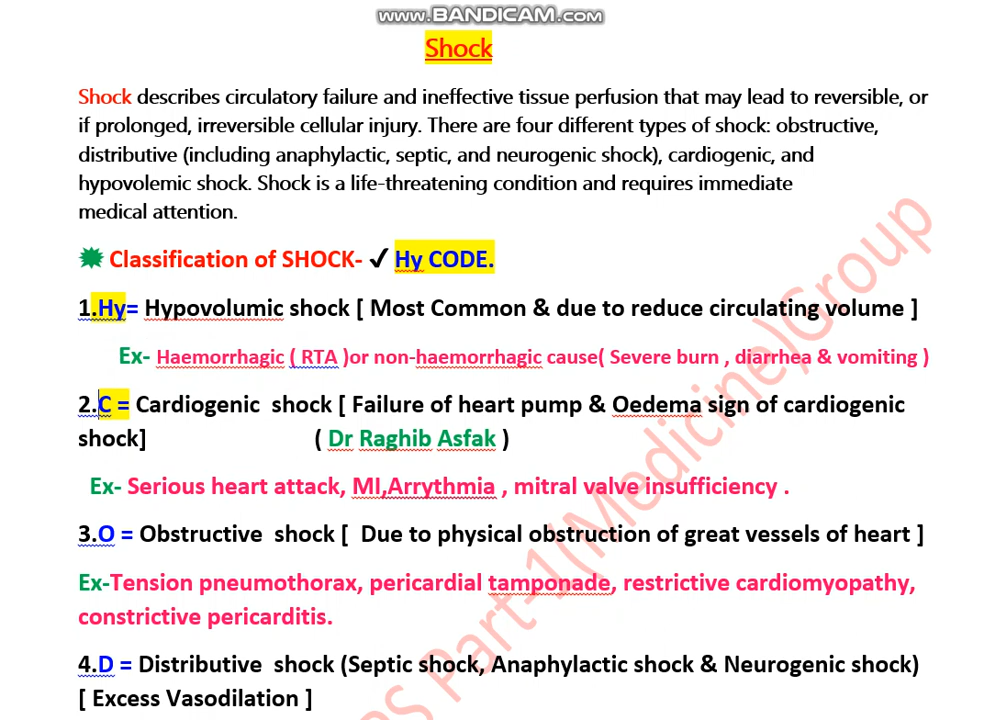 www.BANDICAM.com
Shock
Shock describes circulatory failure and ineffective tissue perfusion that may lead to reversible, or
if prolonged, irreversible cellular injury. There are four different types of shock: obstructive,
distributive (including anaphylactic, septic, and neurogenic shock), cardiogenic, and
hypovolemic shock. Shock is a life-threatening condition and requires immediate
medical attention.
Classification of SHOCK- ✓ Hy CODE.
1.Hy= Hypovolumic shock [ Most Common & due to reduce circulating volume ]
Ex- Haemorrhagic ( RTA )or non-haemorrhagic cause( Severe burn , diarrhea & vomiting )
2.C = Cardiogenic shock [ Failure of heart pump & Oedema sign of cardiogenic
shock] ( Dr Raghib Asfak )
Ex- Serious heart attack, MI,Arrythmia , mitral valve insufficiency .
3.O = Obstructive shock [ Due to physical obstruction of great vessels of heart ]
Ex-Tension pneumothorax, pericardial tamponade, restrictive cardiomyopathy,
constrictive pericarditis.
4.D = Distributive shock (Septic shock, Anaphylactic shock & Neurogenic shock)
[ Excess Vasodilation ]
Part-1(Medicine)Group